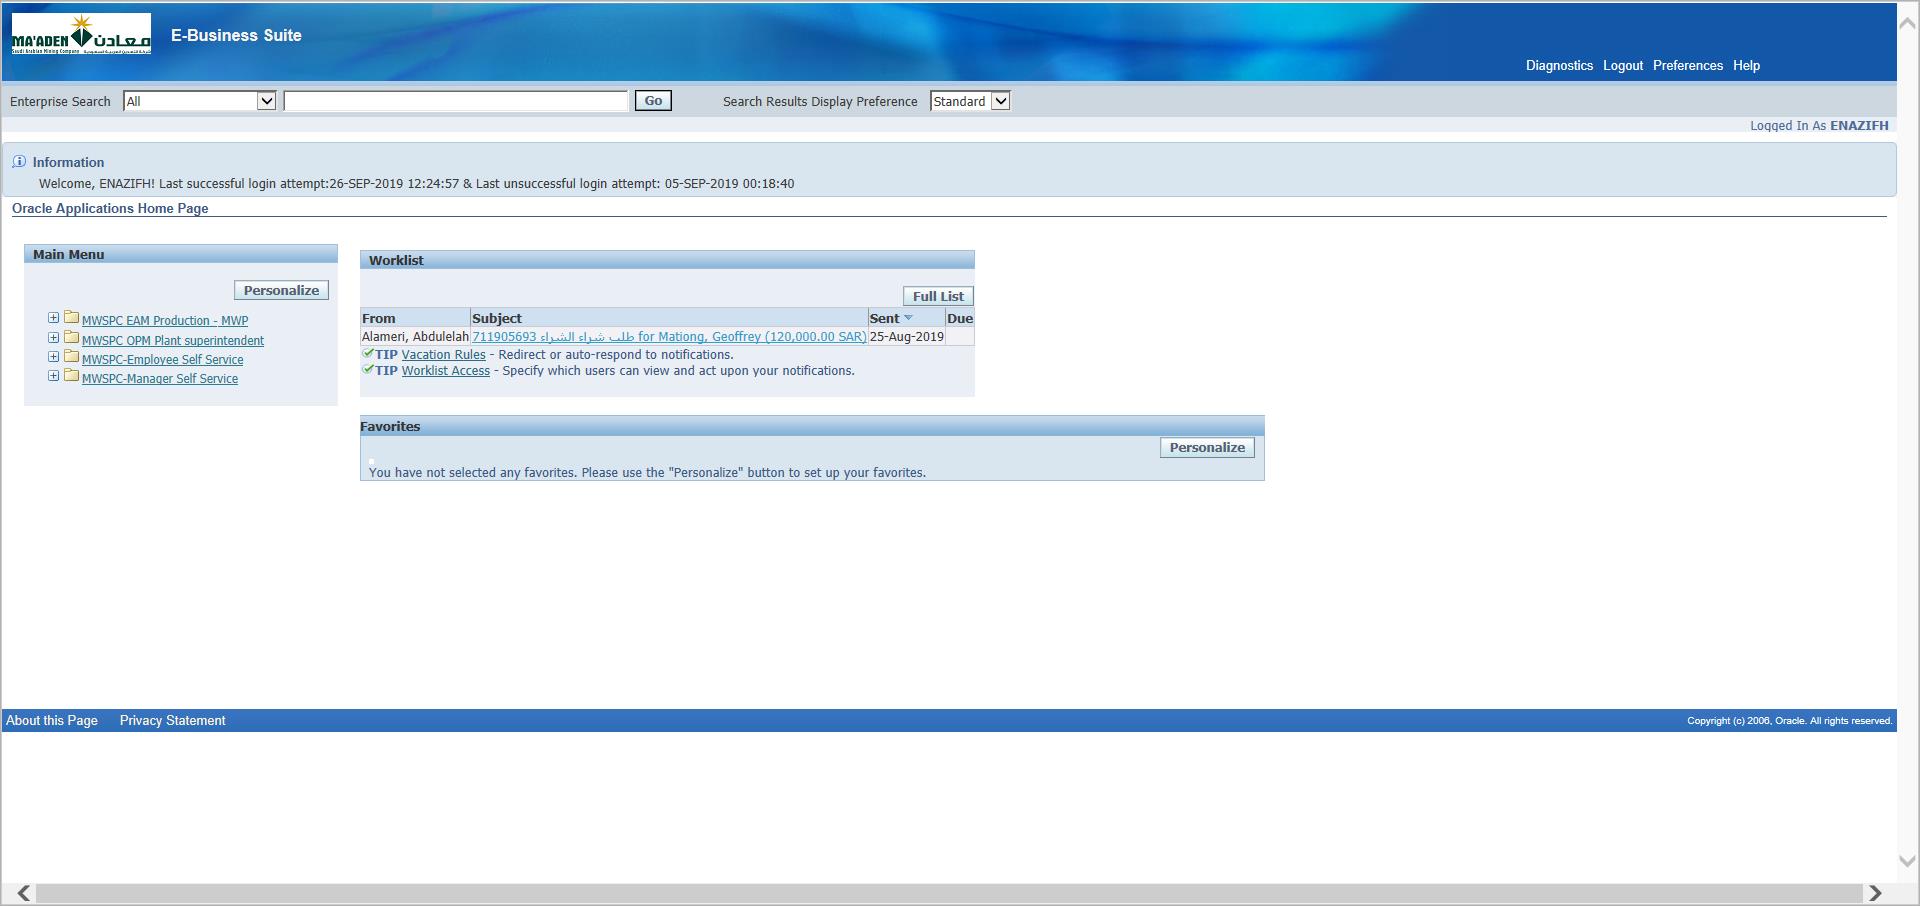 MA'ADEN معادن
Saudi Arabian Mining Company شركة التعدين العربية السعودية
E-Business Suite
Diagnostics Logout Preferences Help
Enterprise Search All Go Search Results Display Preference Standard
Logged In As ENAZIFH
Information
Welcome, ENAZIFH! Last successful login attempt:26-SEP-2019 12:24:57 & Last unsuccessful login attempt: 05-SEP-2019 00:18:40
Oracle Applications Home Page
Main Menu
Personalize
MWSPC EAM Production - MWP
MWSPC OPM Plant superintendent
MWSPC-Employee Self Service
MWSPC-Manager Self Service
Worklist
Full List
From Subject Sent Due
Alameri, Abdulelah 711905693 طلب شراء الشراء for Mationg, Geoffrey (120,000.00 SAR) 25-Aug-2019
TIP Vacation Rules - Redirect or auto-respond to notifications.
TIP Worklist Access - Specify which users can view and act upon your notifications.
Favorites
Personalize
You have not selected any favorites. Please use the "Personalize" button to set up your favorites.
About this Page Privacy Statement
Copyright (c) 2006, Oracle. All rights reserved.